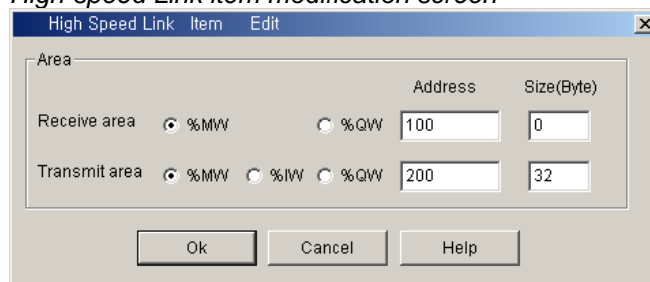 High-speed Link item modification screen
High Speed Link Item Edit
Area
Address Size(Byte)
Receive area %MW %QW 100 0
Transmit area %MW %IW %QW 200 32
Ok Cancel Help